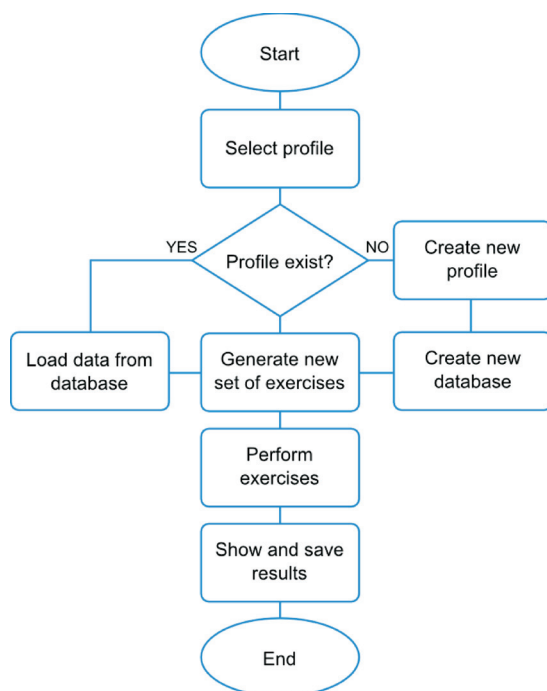 Start
Select profile
YES
Profile exist?
NO
Create new
profile
Load data from
database
Generate new
set of exercises
Create new
database
Perform
exercises
Show and save
results
End